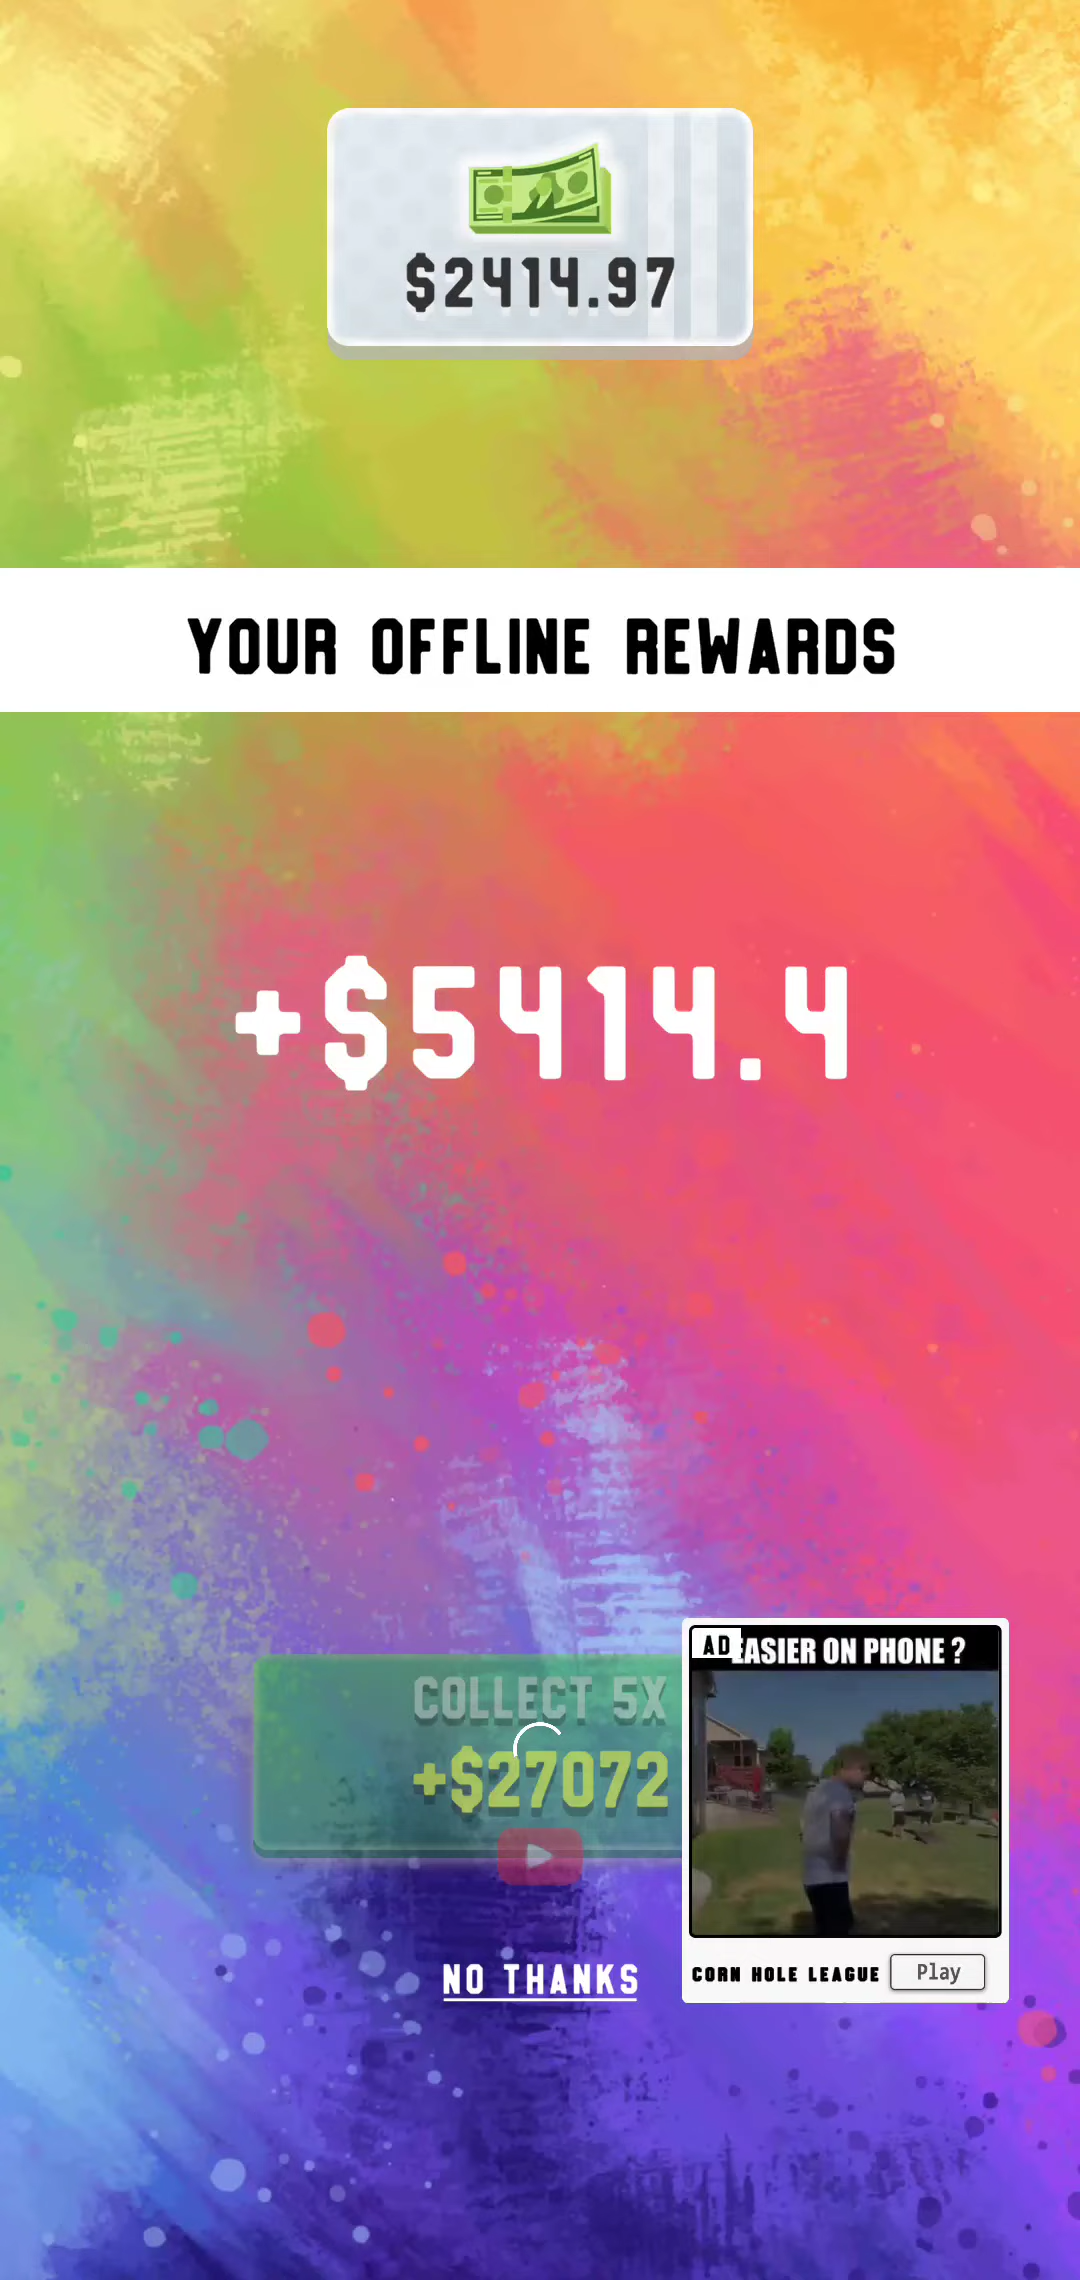 $2414.97
YOUR OFFLINE REWARDS
+$5414.4
AD
EASIER ON PHONE ?
COLLECT 5X
+$27072
NO THANKS
CORN HOLE LEAGUE
Play